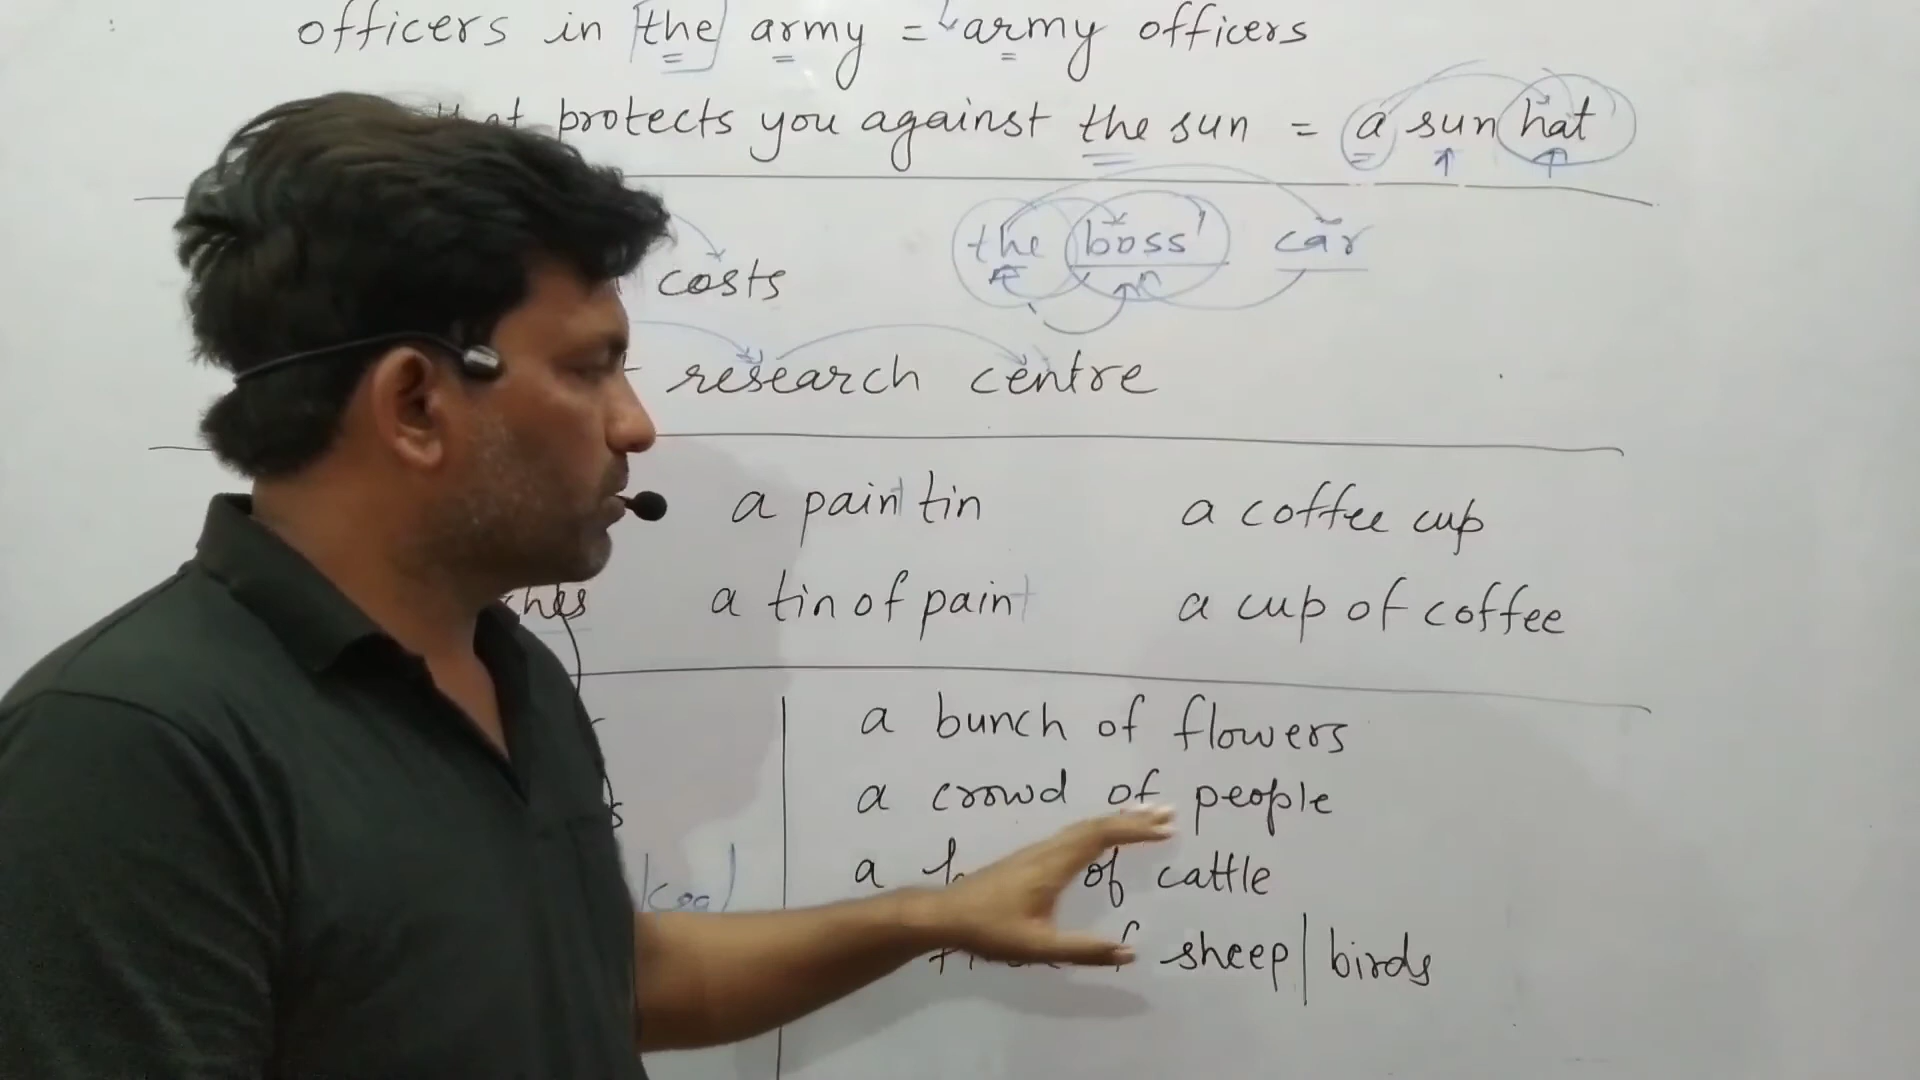 officers in the army = army officers
protects you against the sun = a sun hat
the boss' car
costs
research centre
a paint tin a coffee cup
a tin of paint a cup of coffee
a bunch of flowers
a crowd of people
a of cattle
sheep/birds